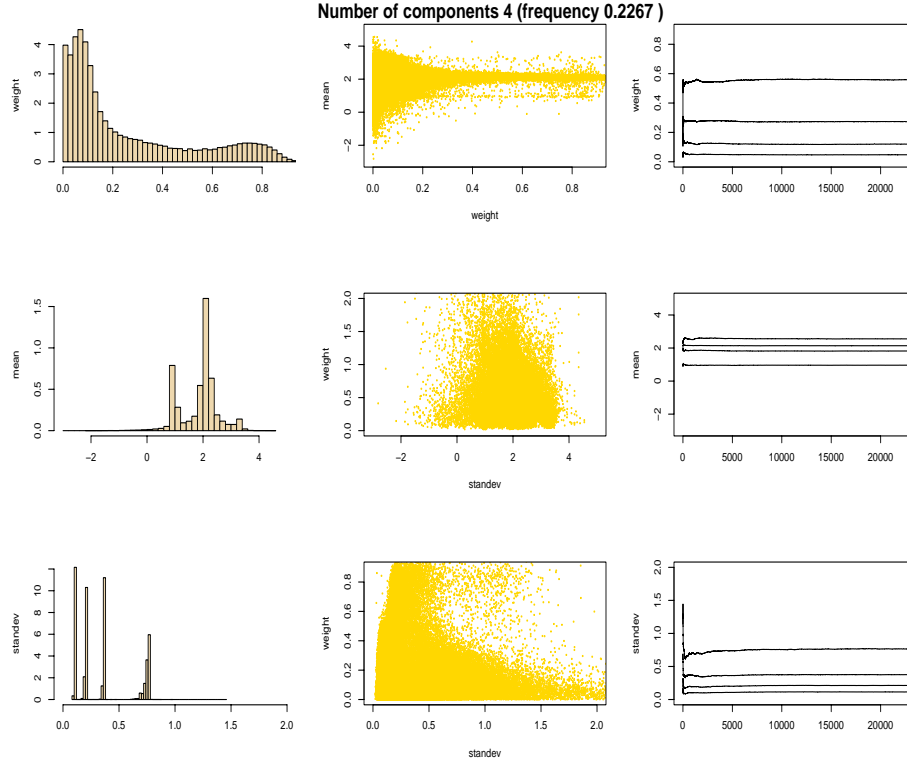 Number of components 4 (frequency 0.2267 )
weight
0 1 2 3 4
0.0 0.2 0.4 0.6 0.8
mean
−2 0 2 4
0.0 0.2 0.4 0.6 0.8
weight
weight
0.0 0.2 0.4 0.6 0.8
0 5000 10000 15000 20000
mean
0.0 0.5 1.0 1.5
−2 0 2 4
weight
0.0 0.5 1.0 1.5 2.0
−2 0 2 4
standev
mean
−2 0 2 4
0 5000 10000 15000 20000
standev
0 2 4 6 8 10
0.0 0.5 1.0 1.5 2.0
weight
0.0 0.2 0.4 0.6 0.8
0.0 0.5 1.0 1.5 2.0
standev
standev
0.0 0.5 1.0 1.5 2.0
0 5000 10000 15000 20000